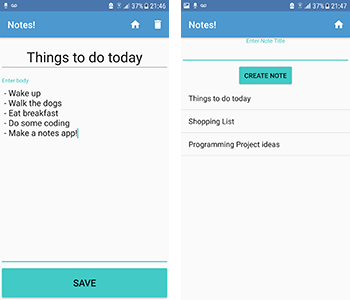 37% 21:46
Notes!
Things to do today
Enter body
- Wake up
- Walk the dogs
- Eat breakfast
- Do some coding
- Make a notes app!
SAVE
41% 21:47
Notes!
Enter Note Title
CREATE NOTE
Things to do today
Shopping List
Programming Project ideas